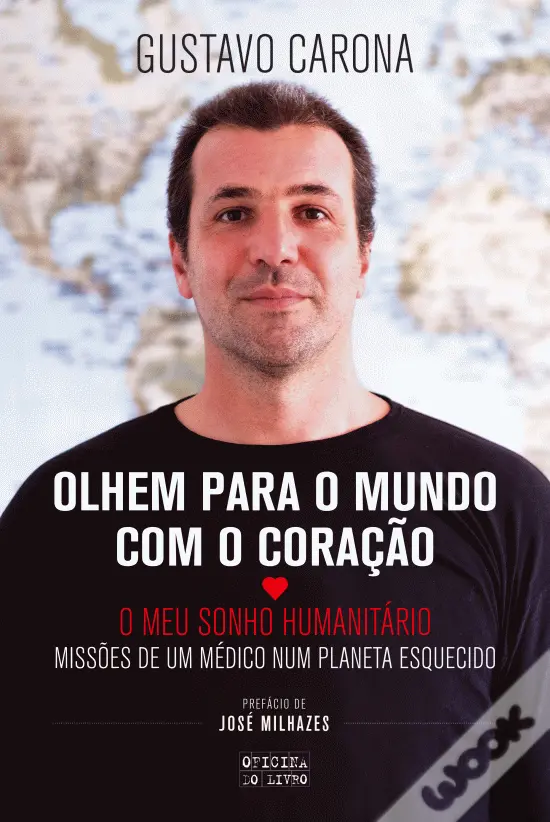 GUSTAVO CARONA
OLHEM PARA O MUNDO
COM O CORAÇÃO
O MEU SONHO HUMANITÁRIO
MISSÕES DE UM MÉDICO NUM PLANETA ESQUECIDO
PREFÁCIO DE
JOSÉ MILHAZES
OFICINA
DO LIVRO
wook